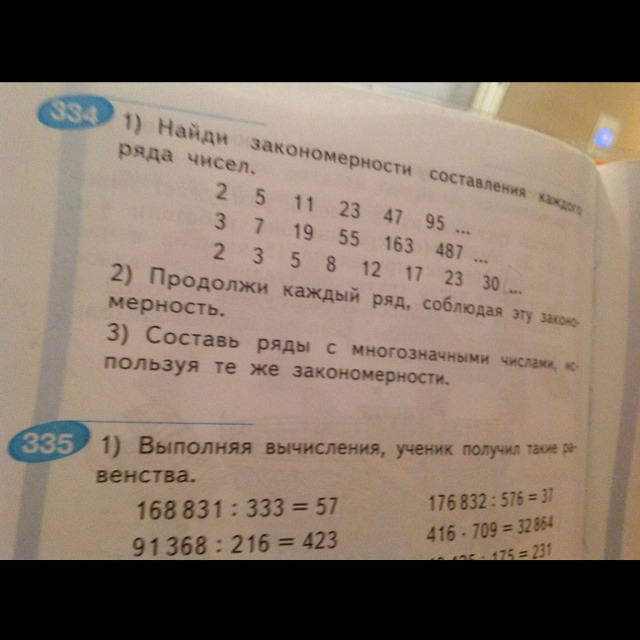 334 1) Найди закономерности составления каждого
ряда чисел.
2 5 11 23 47 95 ...
3 7 19 55 163 487 ...
2 3 5 8 12 17 23 30 ...
2) Продолжи каждый ряд, соблюдая эту законо-
мерность.
3) Составь ряды с многозначными числами, ис-
пользуя те же закономерности.
335 1) Выполняя вычисления, ученик получил такие ра-
венства.
168 831 : 333 = 57 176 832 : 576 = 37
91 368 : 216 = 423 416 · 709 = 32 864
: 175 = 231